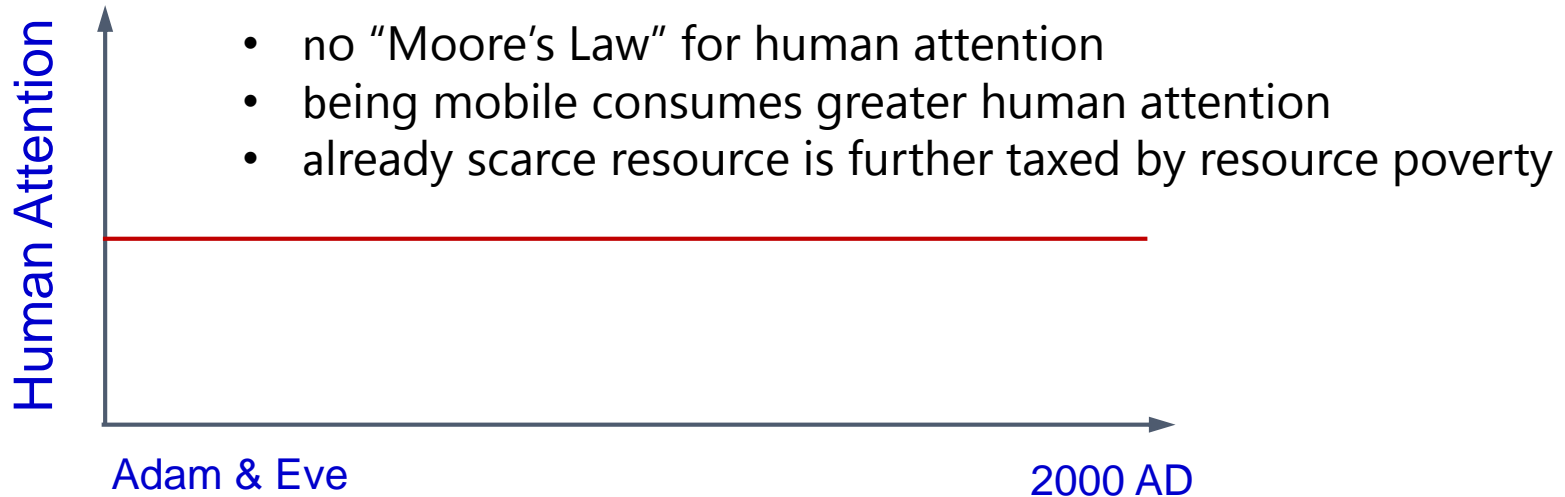 Human Attention
• no “Moore’s Law” for human attention
• being mobile consumes greater human attention
• already scarce resource is further taxed by resource poverty
Adam & Eve
2000 AD